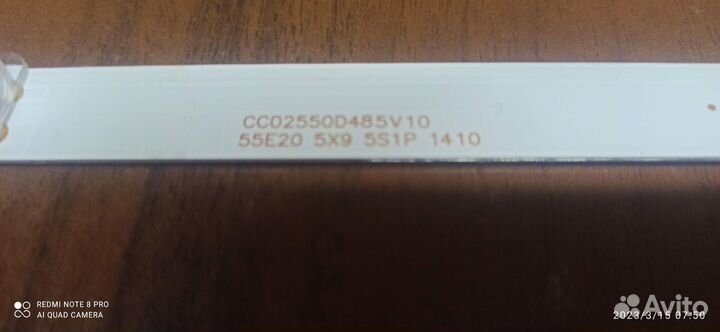 CC02550D485V10
55E20 5X9 5S1P 1410
REDMI NOTE 8 PRO
AI QUAD CAMERA
2023/3/15 07:50
Avito